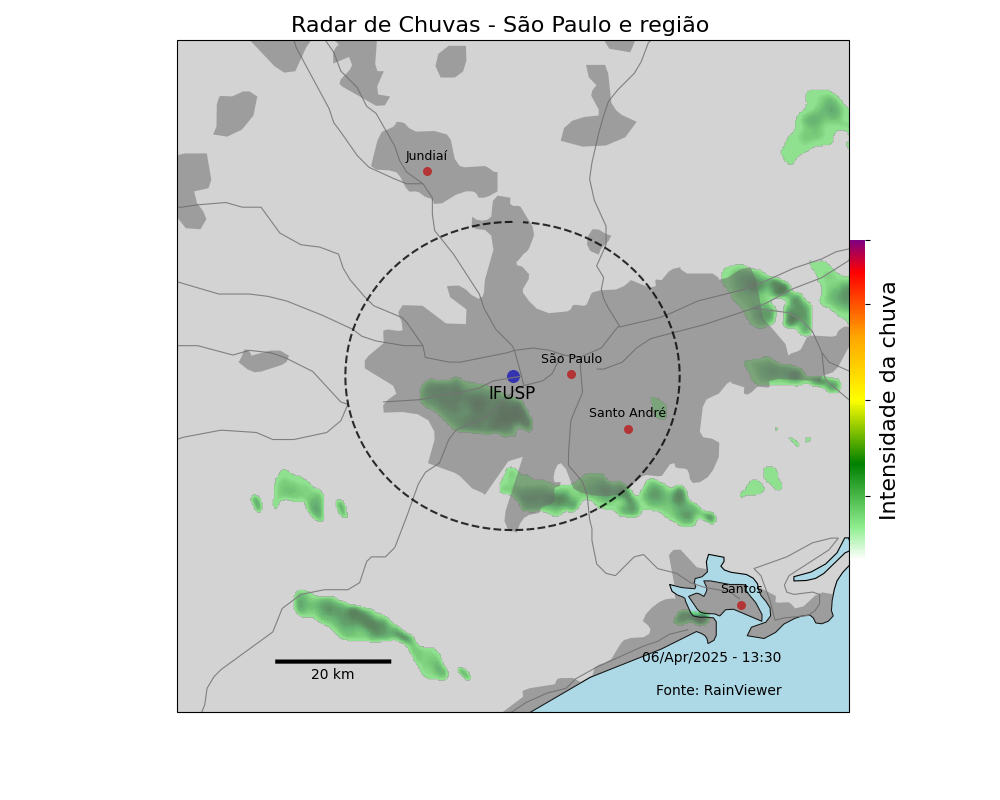 Radar de Chuvas - São Paulo e região
Jundiaí
São Paulo
IFUSP
Santo André
Intensidade da chuva
Santos
06/Apr/2025 - 13:30
20 km
Fonte: RainViewer